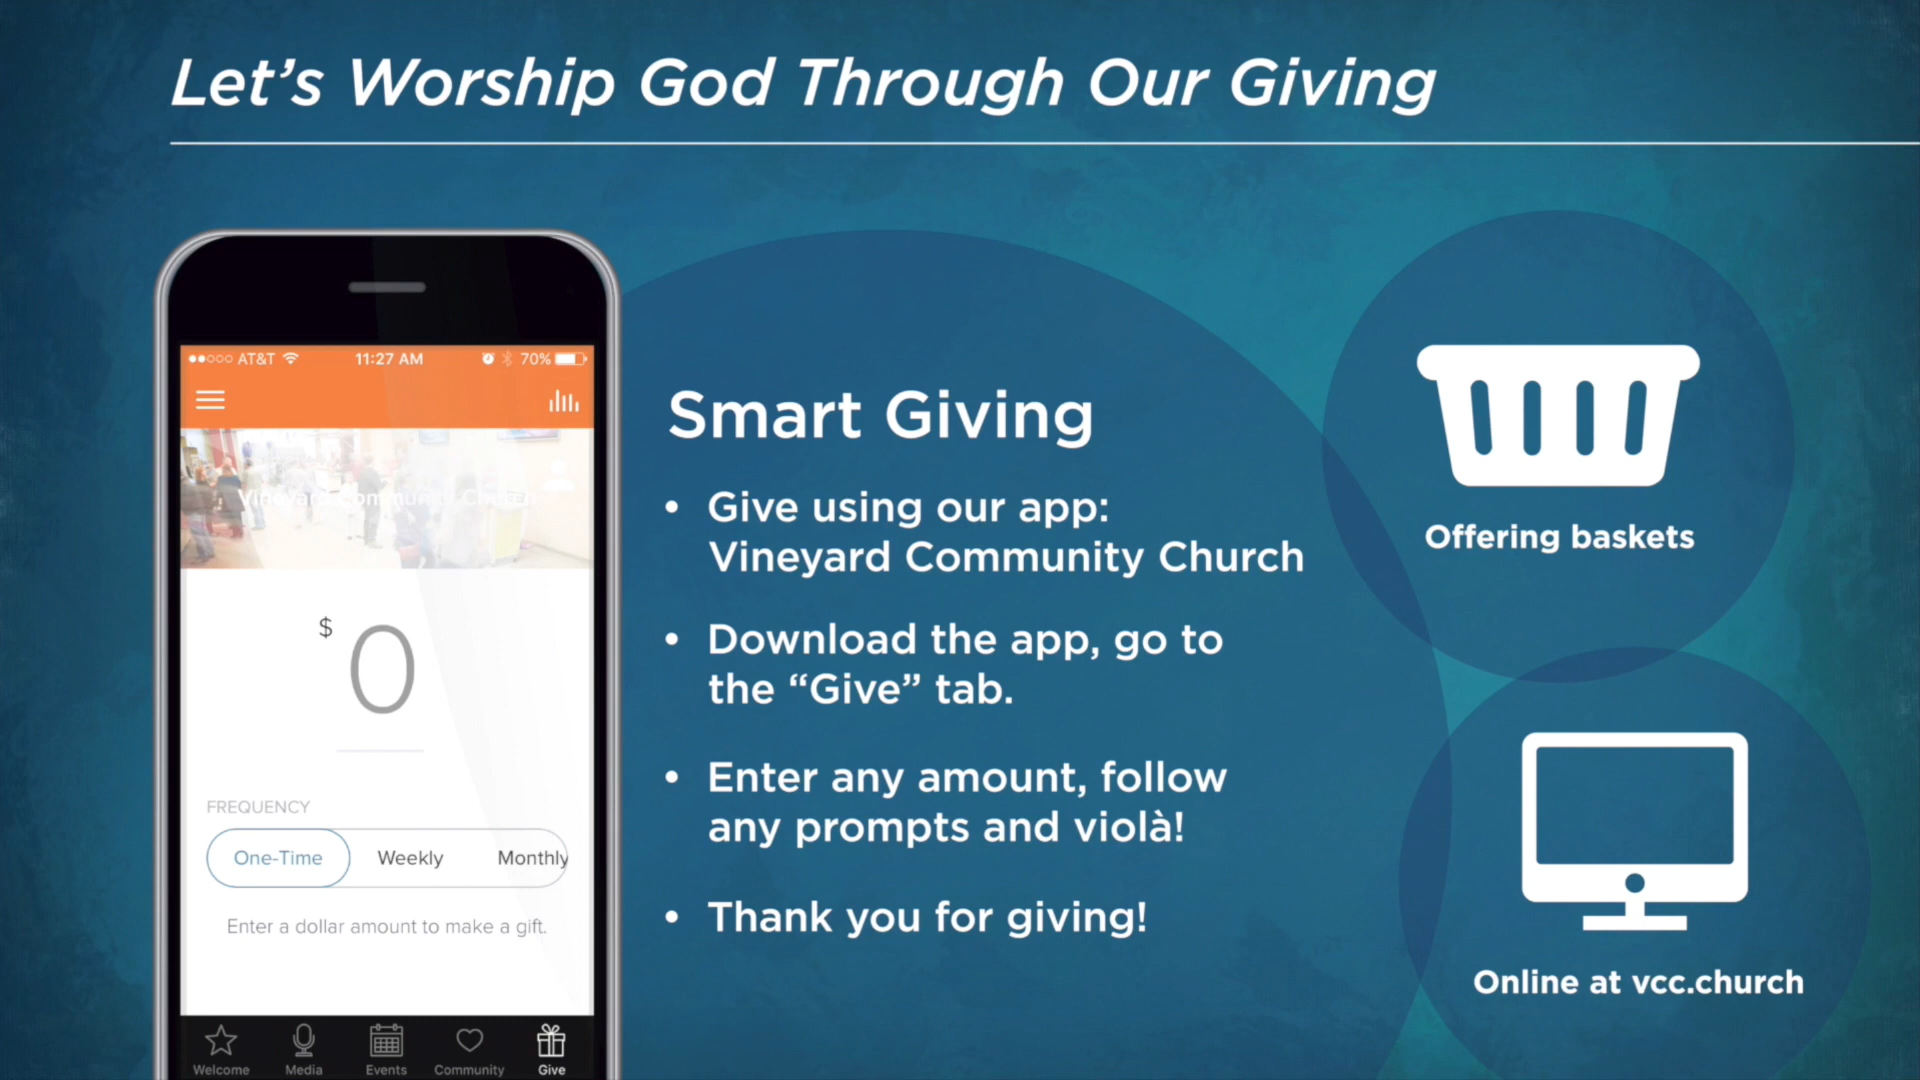 Let's Worship God Through Our Giving
AT&T 11:27 AM 70%
Vineyard Community Church
$ 0
FREQUENCY
One-Time Weekly Monthly
Enter a dollar amount to make a gift.
Welcome Media Events Community Give
Smart Giving
• Give using our app:
Vineyard Community Church
• Download the app, go to
the “Give” tab.
• Enter any amount, follow
any prompts and violà!
• Thank you for giving!
Offering baskets
Online at vcc.church